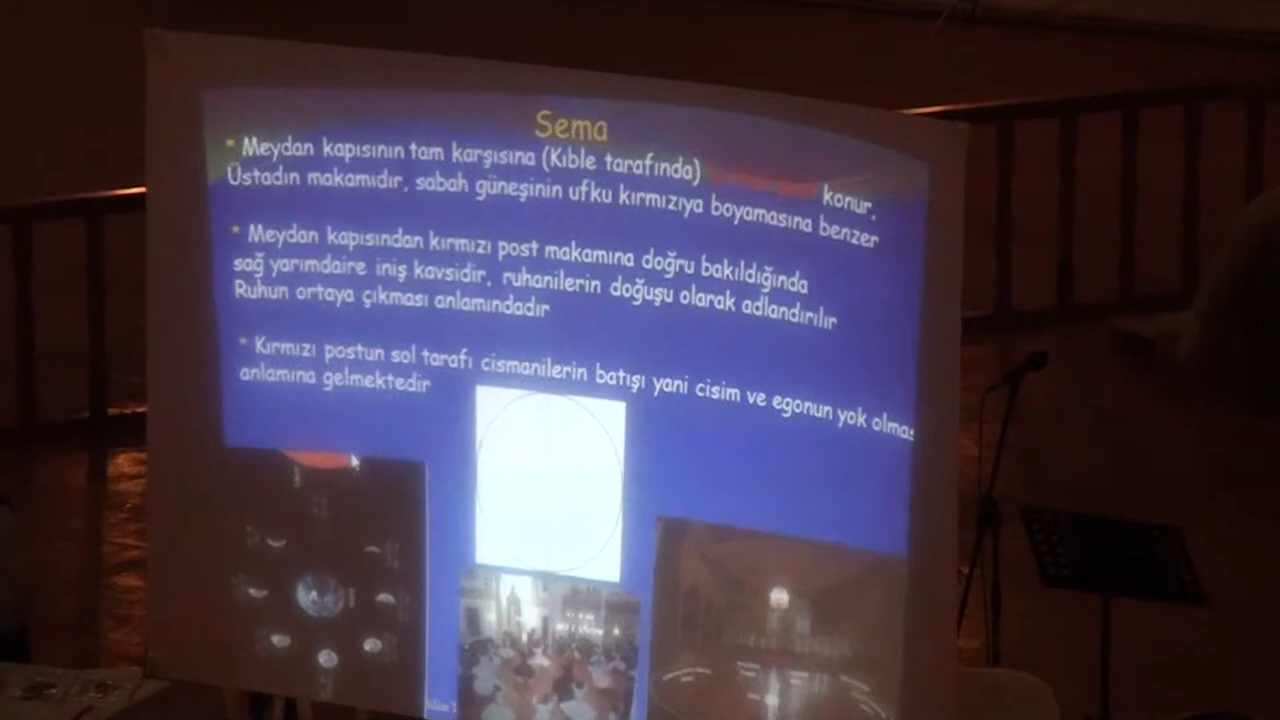 Sema
* Meydan kapısının tam karşısına (Kıble tarafında) konur,
Üstadın makamıdır, sabah güneşinin ufku kırmızıya boyamasına benzer
* Meydan kapısından kırmızı post makamına doğru bakıldığında
sağ yarımdaire iniş kavsidir, ruhanilerin doğuşu olarak adlandırılır
Ruhun ortaya çıkması anlamındadır
* Kırmızı postun sol tarafı cismanilerin batışı yani cisim ve egonun yok olmas
anlamına gelmektedir